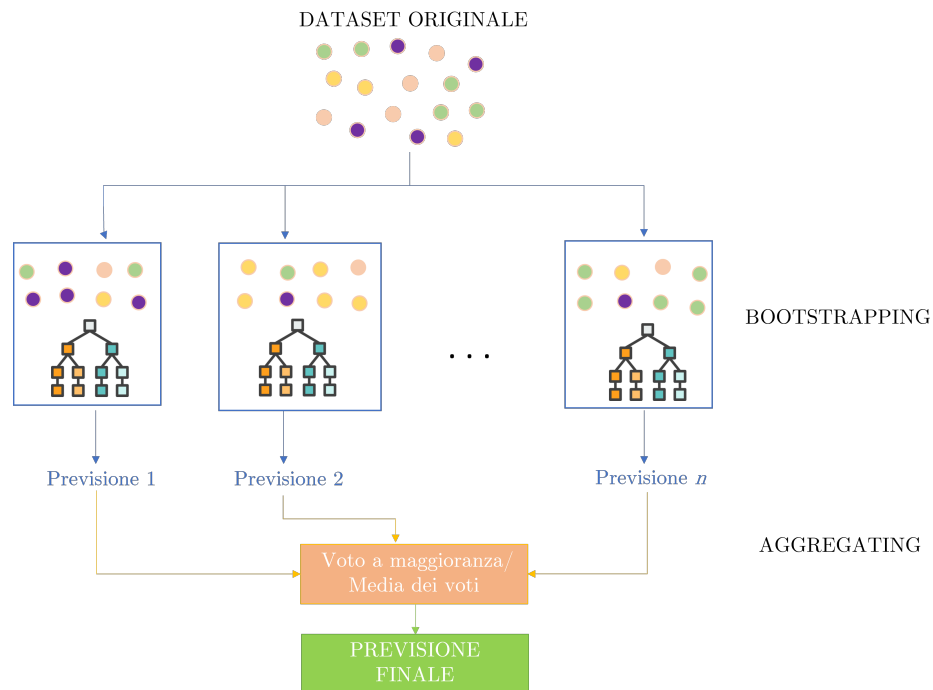 DATASET ORIGINALE
BOOTSTRAPPING
. . .
Previsione 1
Previsione 2
Previsione n
AGGREGATING
Voto a maggioranza/
Media dei voti
PREVISIONE
FINALE